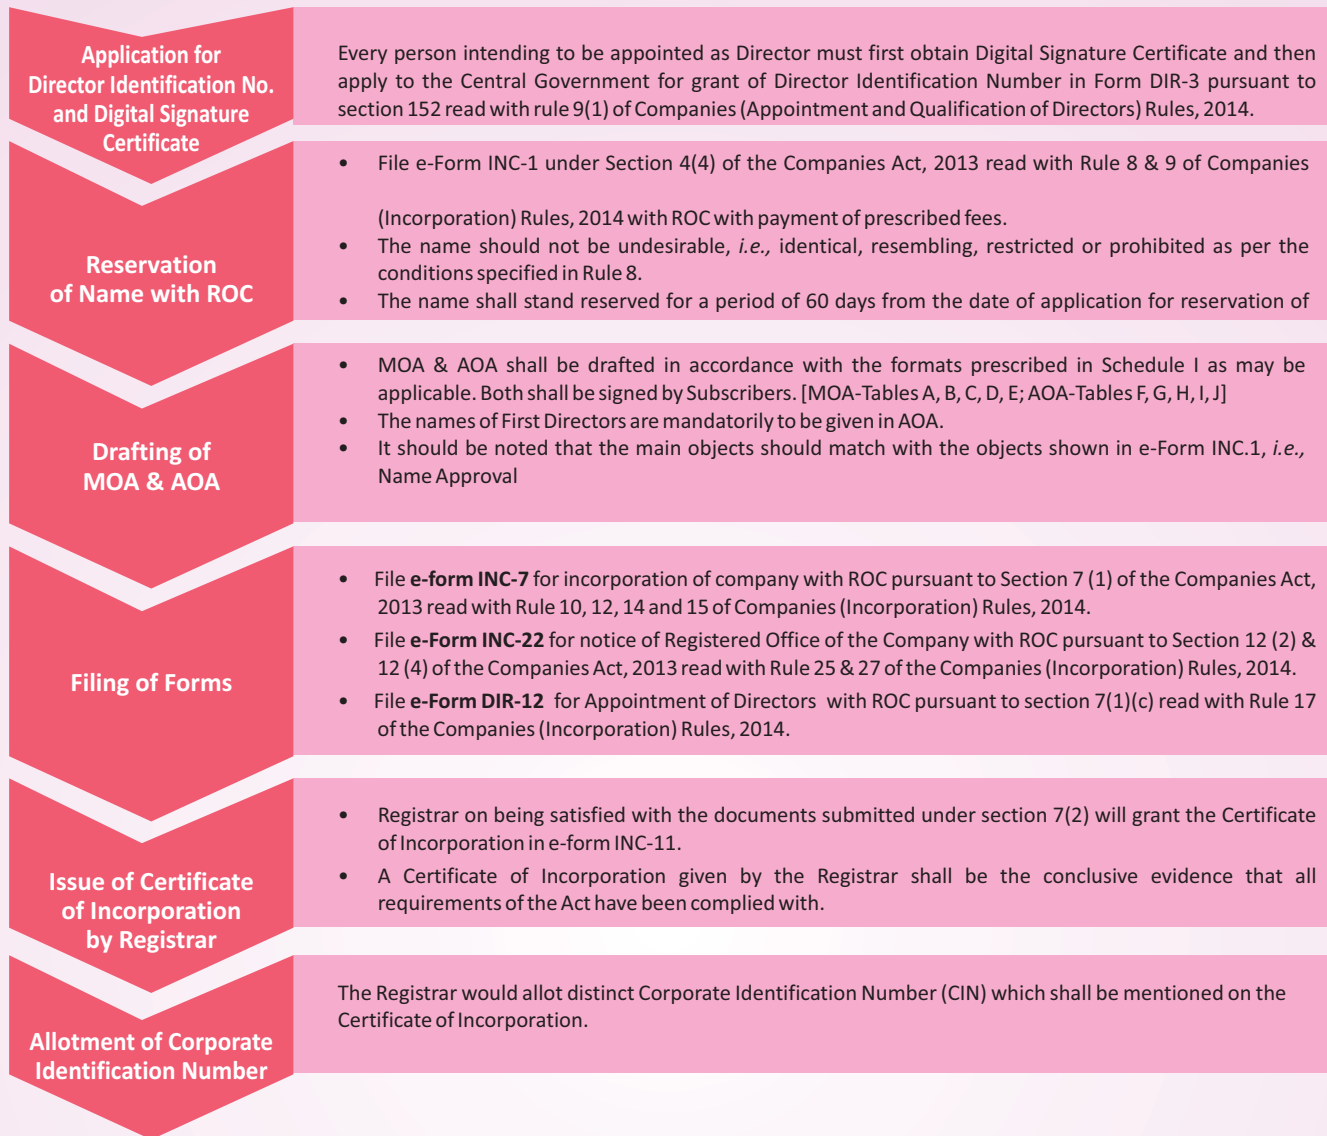 Application for
Director Identification No.
and Digital Signature
Certificate
Every person intending to be appointed as Director must first obtain Digital Signature Certificate and then
apply to the Central Government for grant of Director Identification Number in Form DIR-3 pursuant to
section 152 read with rule 9(1) of Companies (Appointment and Qualification of Directors) Rules, 2014.
Reservation
of Name with ROC
• File e-Form INC-1 under Section 4(4) of the Companies Act, 2013 read with Rule 8 & 9 of Companies
(Incorporation) Rules, 2014 with ROC with payment of prescribed fees.
• The name should not be undesirable, i.e., identical, resembling, restricted or prohibited as per the
conditions specified in Rule 8.
• The name shall stand reserved for a period of 60 days from the date of application for reservation of
Drafting of
MOA & AOA
• MOA & AOA shall be drafted in accordance with the formats prescribed in Schedule I as may be
applicable. Both shall be signed by Subscribers. [MOA-Tables A, B, C, D, E; AOA-Tables F, G, H, I, J]
• The names of First Directors are mandatorily to be given in AOA.
• It should be noted that the main objects should match with the objects shown in e-Form INC.1, i.e.,
Name Approval
Filing of Forms
• File e-form INC-7 for incorporation of company with ROC pursuant to Section 7 (1) of the Companies Act,
2013 read with Rule 10, 12, 14 and 15 of Companies (Incorporation) Rules, 2014.
• File e-Form INC-22 for notice of Registered Office of the Company with ROC pursuant to Section 12 (2) &
12 (4) of the Companies Act, 2013 read with Rule 25 & 27 of the Companies (Incorporation) Rules, 2014.
• File e-Form DIR-12 for Appointment of Directors with ROC pursuant to section 7(1)(c) read with Rule 17
of the Companies (Incorporation) Rules, 2014.
Issue of Certificate
of Incorporation
by Registrar
• Registrar on being satisfied with the documents submitted under section 7(2) will grant the Certificate
of Incorporation in e-form INC-11.
• A Certificate of Incorporation given by the Registrar shall be the conclusive evidence that all
requirements of the Act have been complied with.
Allotment of Corporate
Identification Number
The Registrar would allot distinct Corporate Identification Number (CIN) which shall be mentioned on the
Certificate of Incorporation.